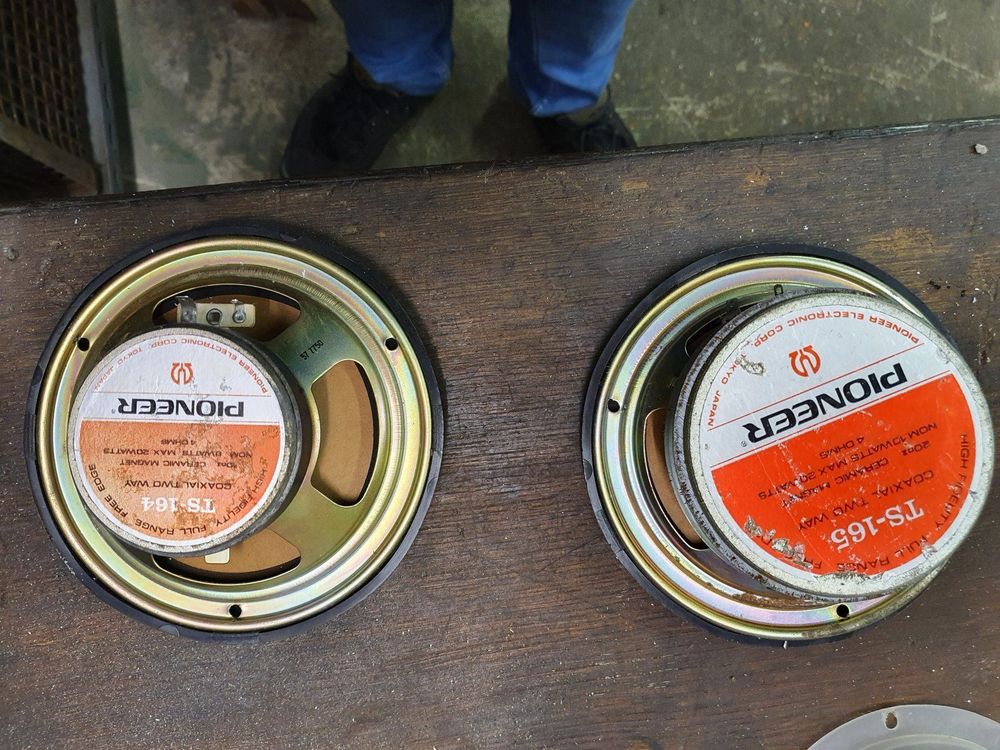 HIGH FIDELITY FULL RANGE FREE EDGE
TS-164
COAXIAL TWO WAY
10oz CERAMIC MAGNET
NOM MAX 20WATTS
4 OHMS
PIONEER®
PIONEER ELECTRONIC CORP. TOKYO JAPAN
HIGH FIDELITY FULL RANGE
TS-165
COAXIAL TWO WAY
20oz CERAMIC MAGNET
NOM 10WATTS MAX 20WATTS
4 OHMS
PIONEER®
PIONEER ELECTRONIC CORP. TOKYO JAPAN